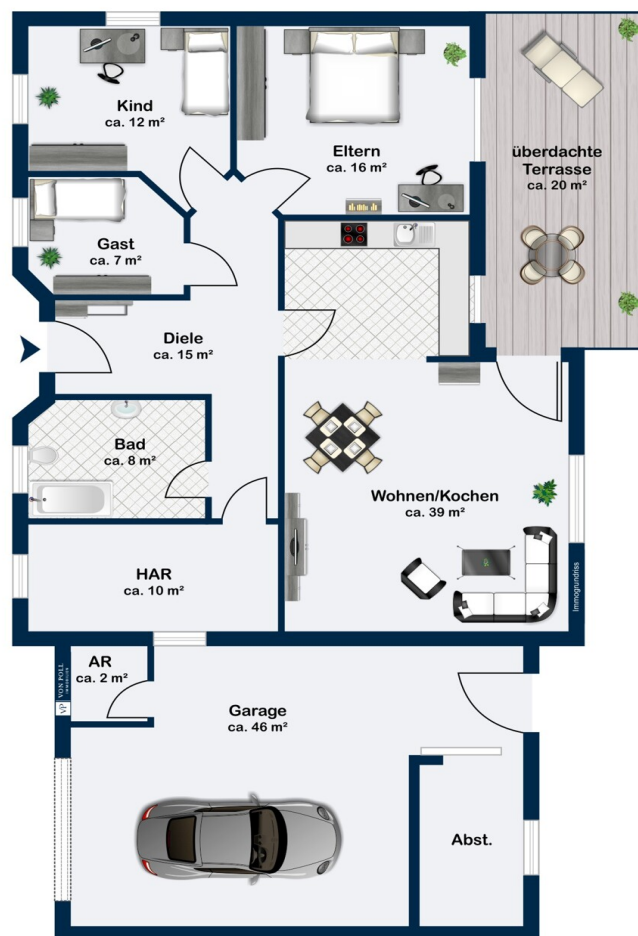 Kind
ca. 12 m²
Eltern
ca. 16 m²
überdachte
Terrasse
ca. 20 m²
Gast
ca. 7 m²
Diele
ca. 15 m²
Bad
ca. 8 m²
Wohnen/Kochen
ca. 39 m²
HAR
ca. 10 m²
Immogrundriss
AR
ca. 2 m²
VP
VON POLL
IMMOBILIEN
Garage
ca. 46 m²
Abst.